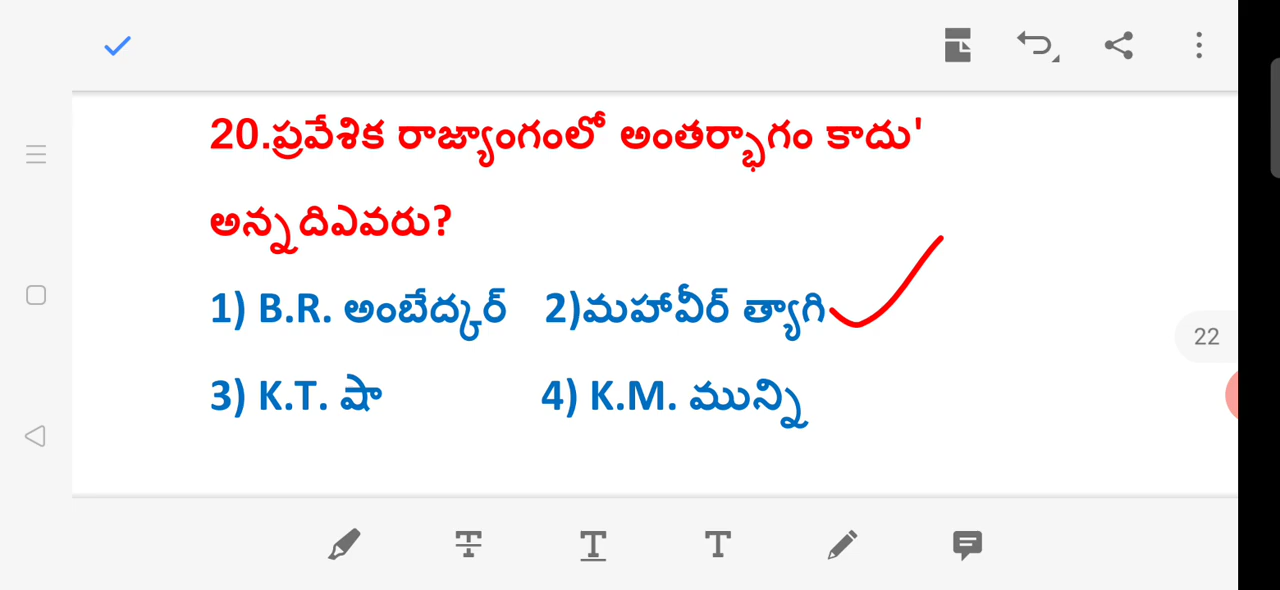 20.ప్రవేశిక రాజ్యాంగంలో అంతర్భాగం కాదు'
అన్నదిఎవరు?
1) B.R. అంబేద్కర్ 2)మహావీర్ త్యాగి
3) K.T. షా 4) K.M. మున్ని
22